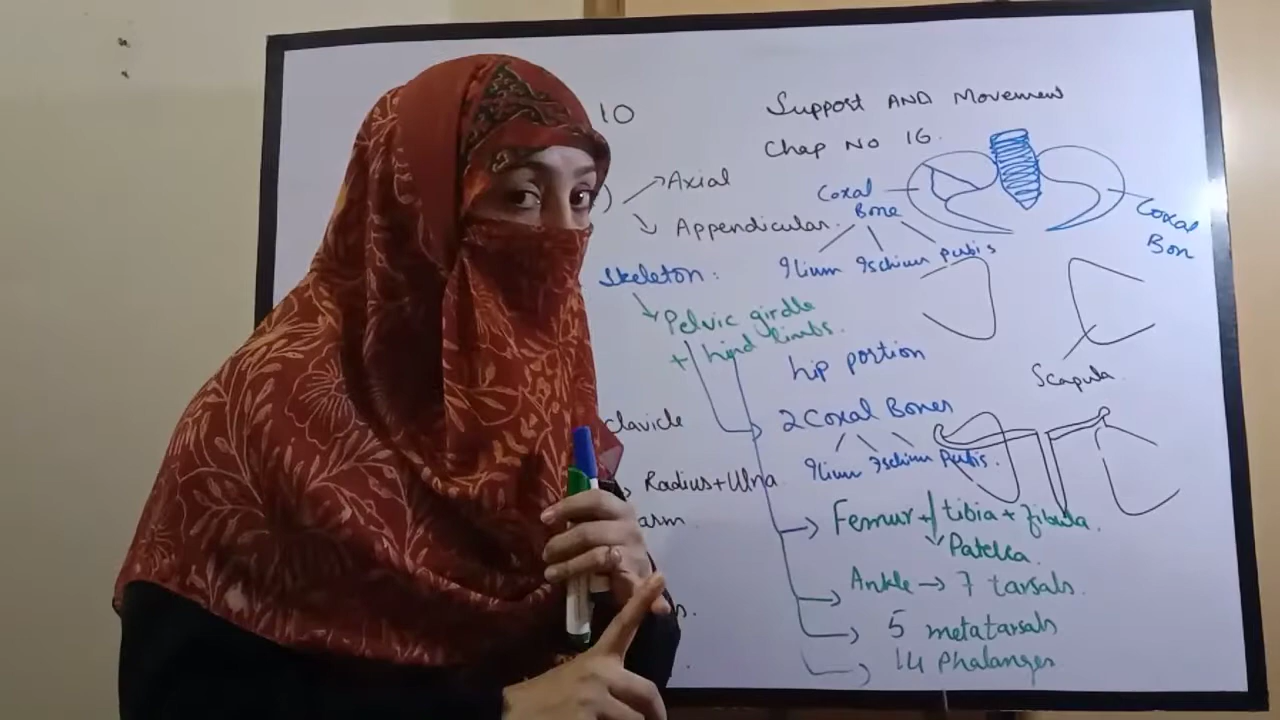 10
Support AND Movement
Chap No 16.
Axial
Appendicular.
Coxal
Bone
Coxal
Bon
Ilium Ischium pubis
Skeleton:
Pelvic girdle
+ hind limbs.
hip portion
Scapula
Clavicle
2 Coxal Bones
Ilium Ischium Pubis.
Radius+Ulna
arm
Femur + tibia + fibula.
Patella
Ankle → 7 tarsals.
5 metatarsals
14 Phalanges